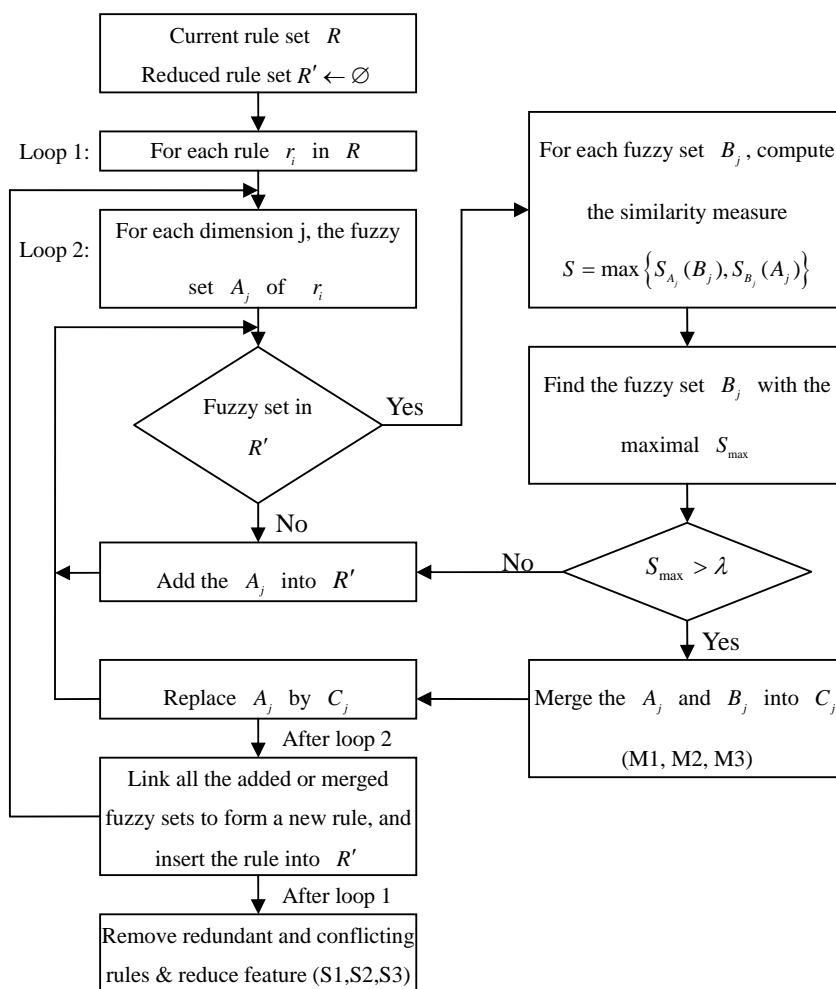 Current rule set R
Reduced rule set R′ ← ∅
Loop 1:
For each rule r_i in R
Loop 2:
For each dimension j, the fuzzy
set A_j of r_i
Fuzzy set in
R′
Yes
No
Add the A_j into R′
For each fuzzy set B_j, compute
the similarity measure
S = max{S_{A_j}(B_j), S_{B_j}(A_j)}
Find the fuzzy set B_j with the
maximal S_max
S_max > λ
No
Yes
Merge the A_j and B_j into C_j
(M1, M2, M3)
Replace A_j by C_j
After loop 2
Link all the added or merged
fuzzy sets to form a new rule, and
insert the rule into R′
After loop 1
Remove redundant and conflicting
rules & reduce feature (S1,S2,S3)